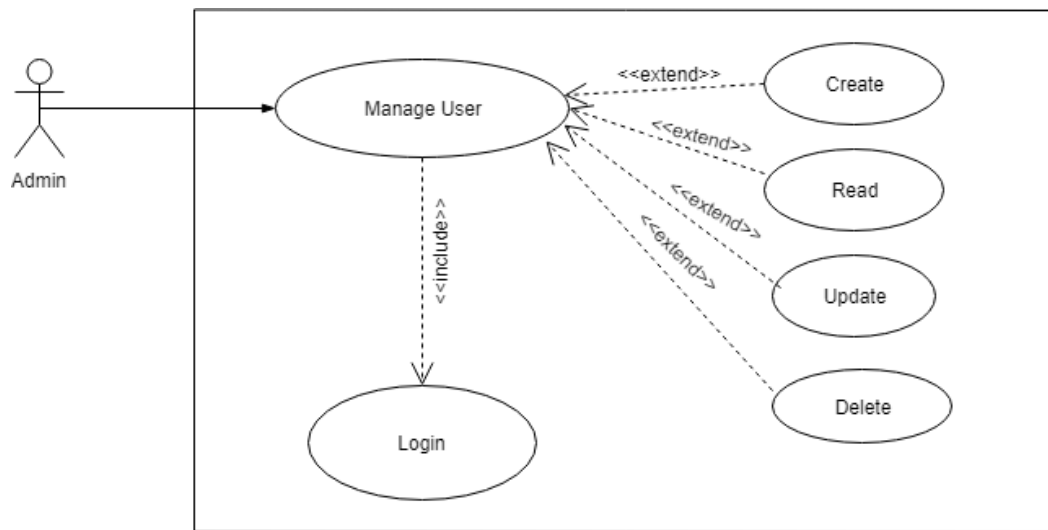 Admin
Manage User
<<extend>>
Create
<<extend>>
Read
<<extend>>
Update
<<extend>>
Delete
<<include>>
Login